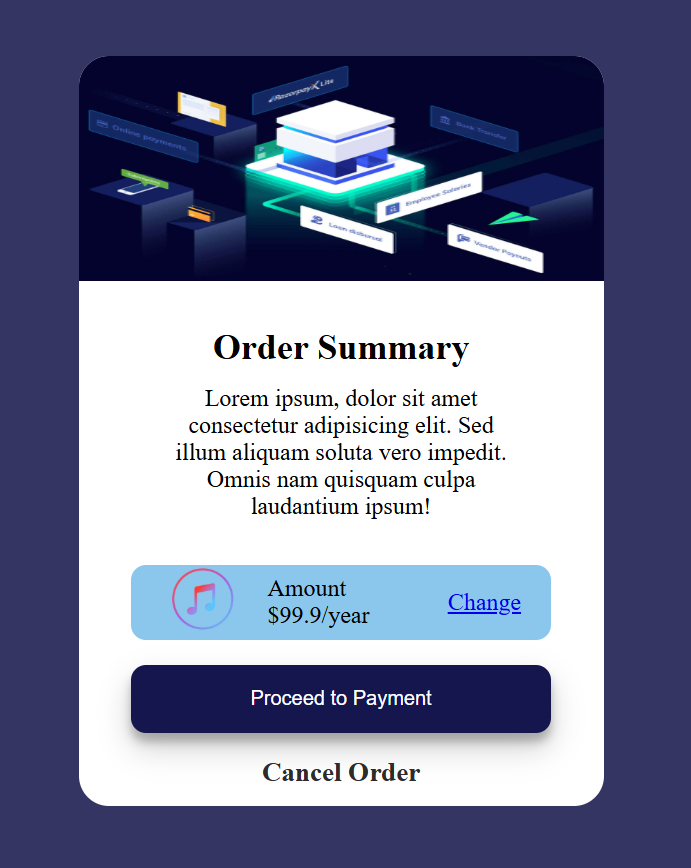 RazorpayX Lite
Online payments
Bank Transfer
Employee Salaries
Loan disbursal
Vendor Payouts
Order Summary
Lorem ipsum, dolor sit amet
consectetur adipisicing elit. Sed
illum aliquam soluta vero impedit.
Omnis nam quisquam culpa
laudantium ipsum!
Amount
$99.9/year
Change
Proceed to Payment
Cancel Order